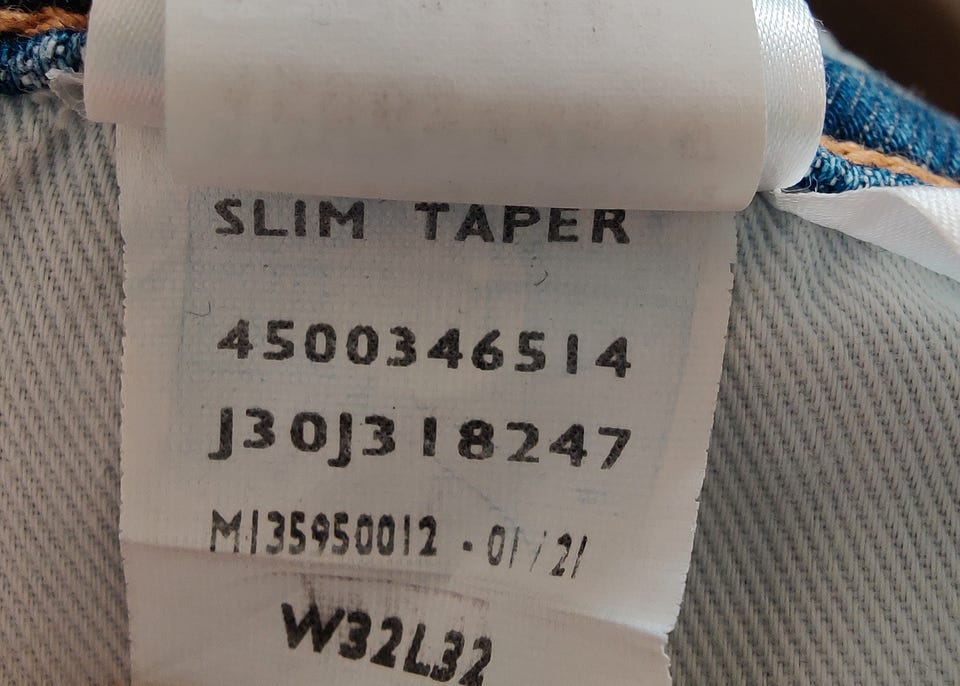 SLIM TAPER
4500346514
J30J318247
M135950012 - 01/21
W32L32